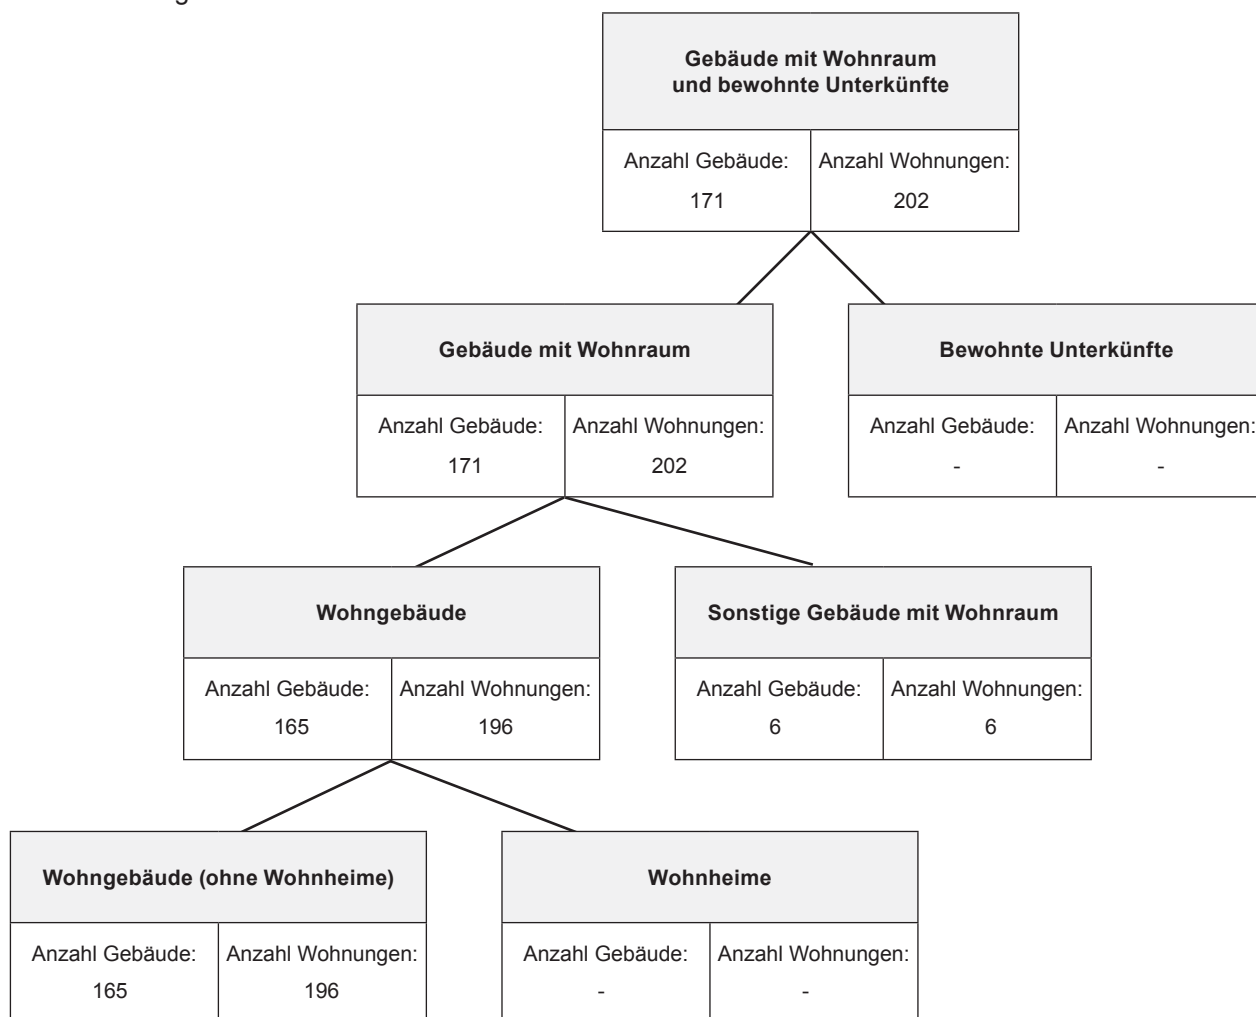 Gebäude mit Wohnraum
und bewohnte Unterkünfte
Anzahl Gebäude: Anzahl Wohnungen:
171 202
Gebäude mit Wohnraum
Bewohnte Unterkünfte
Anzahl Gebäude: Anzahl Wohnungen:
171 202
Anzahl Gebäude: Anzahl Wohnungen:
- -
Wohngebäude
Sonstige Gebäude mit Wohnraum
Anzahl Gebäude: Anzahl Wohnungen:
165 196
Anzahl Gebäude: Anzahl Wohnungen:
6 6
Wohngebäude (ohne Wohnheime)
Wohnheime
Anzahl Gebäude: Anzahl Wohnungen:
165 196
Anzahl Gebäude: Anzahl Wohnungen:
- -